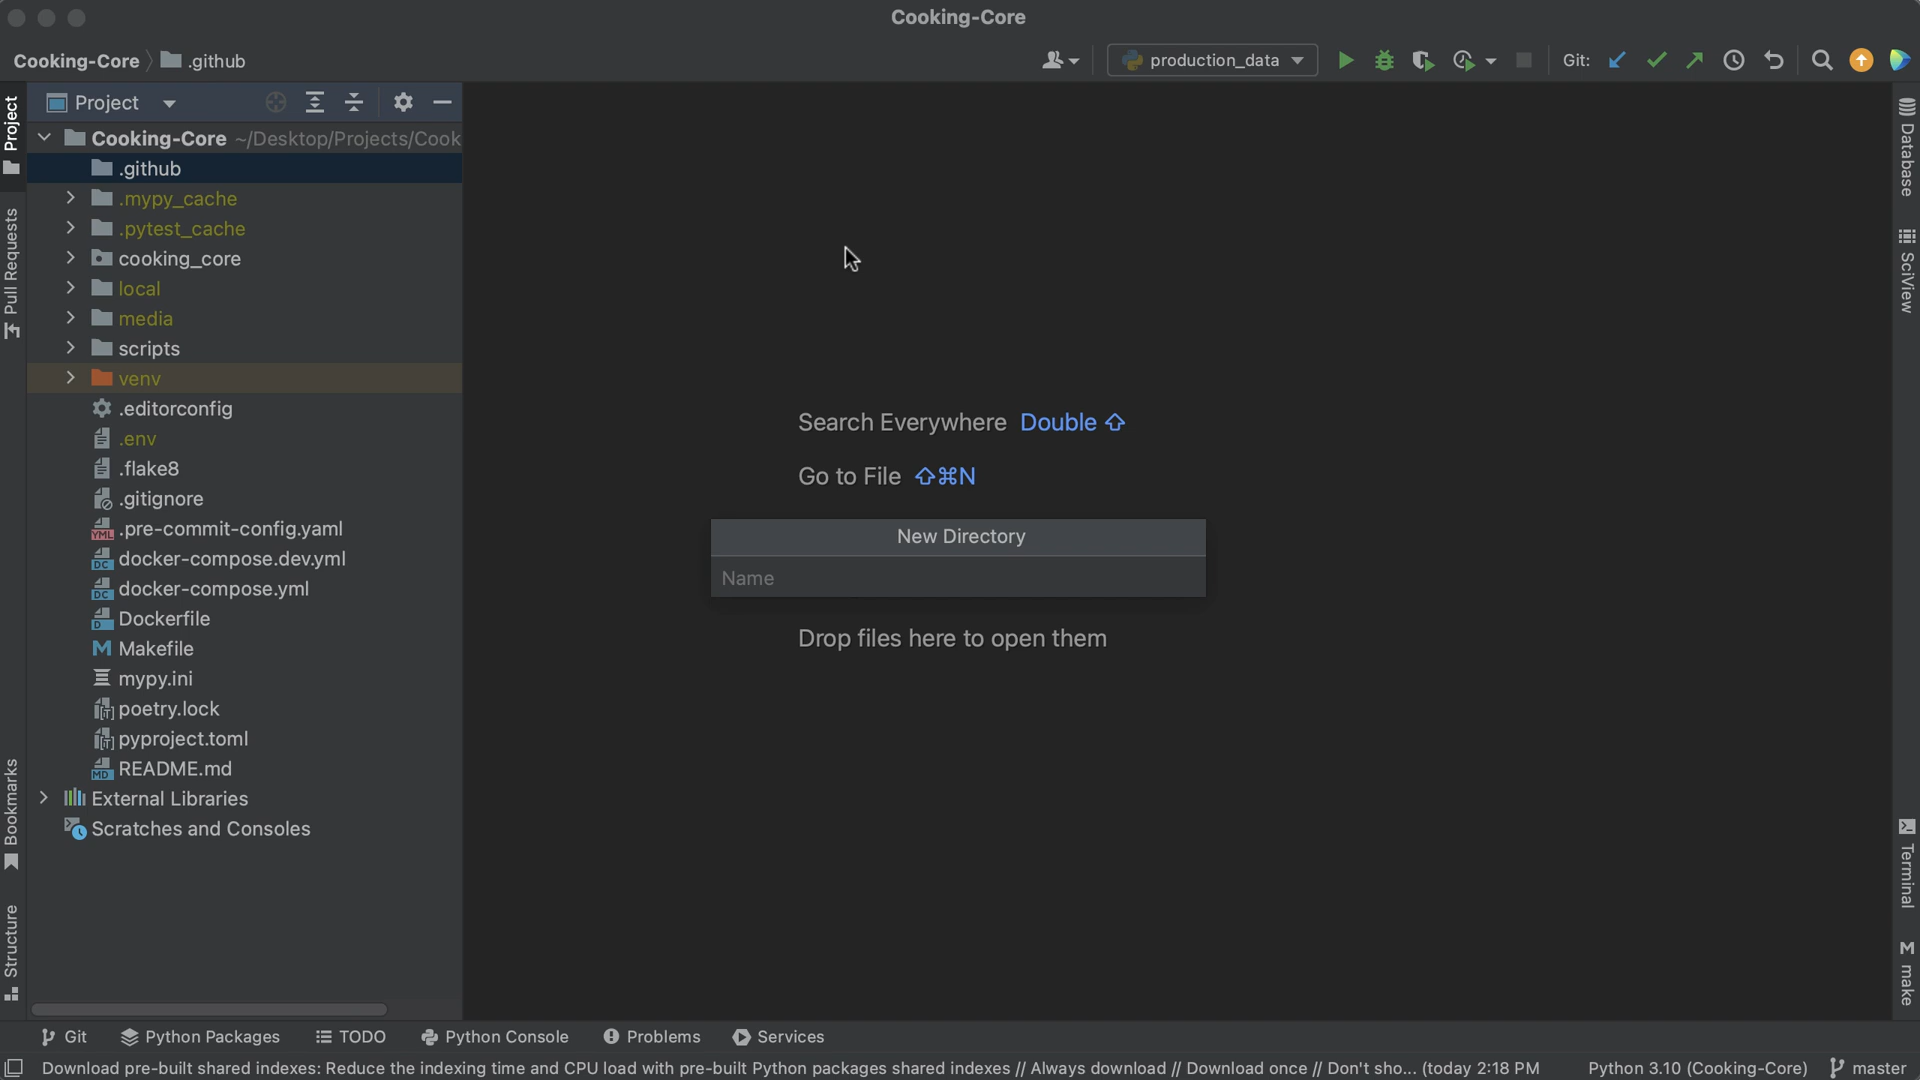 Cooking-Core
Cooking-Core
.github
production_data
Git:
Project
Cooking-Core ~/Desktop/Projects/Cook
.github
.mypy_cache
.pytest_cache
cooking_core
local
media
scripts
venv
.editorconfig
.env
.flake8
.gitignore
YML .pre-commit-config.yaml
DC docker-compose.dev.yml
DC docker-compose.yml
D Dockerfile
M Makefile
mypy.ini
[T] poetry.lock
[T] pyproject.toml
MD README.md
External Libraries
Scratches and Consoles
Project
Pull Requests
Bookmarks
Structure
Search Everywhere Double ⇧
Go to File ⇧⌘N
New Directory
Name
Drop files here to open them
Database
SciView
Terminal
M make
Git
Python Packages
TODO
Python Console
Problems
Services
Download pre-built shared indexes: Reduce the indexing time and CPU load with pre-built Python packages shared indexes // Always download // Download once // Don't sho... (today 2:18 PM
Python 3.10 (Cooking-Core)
master